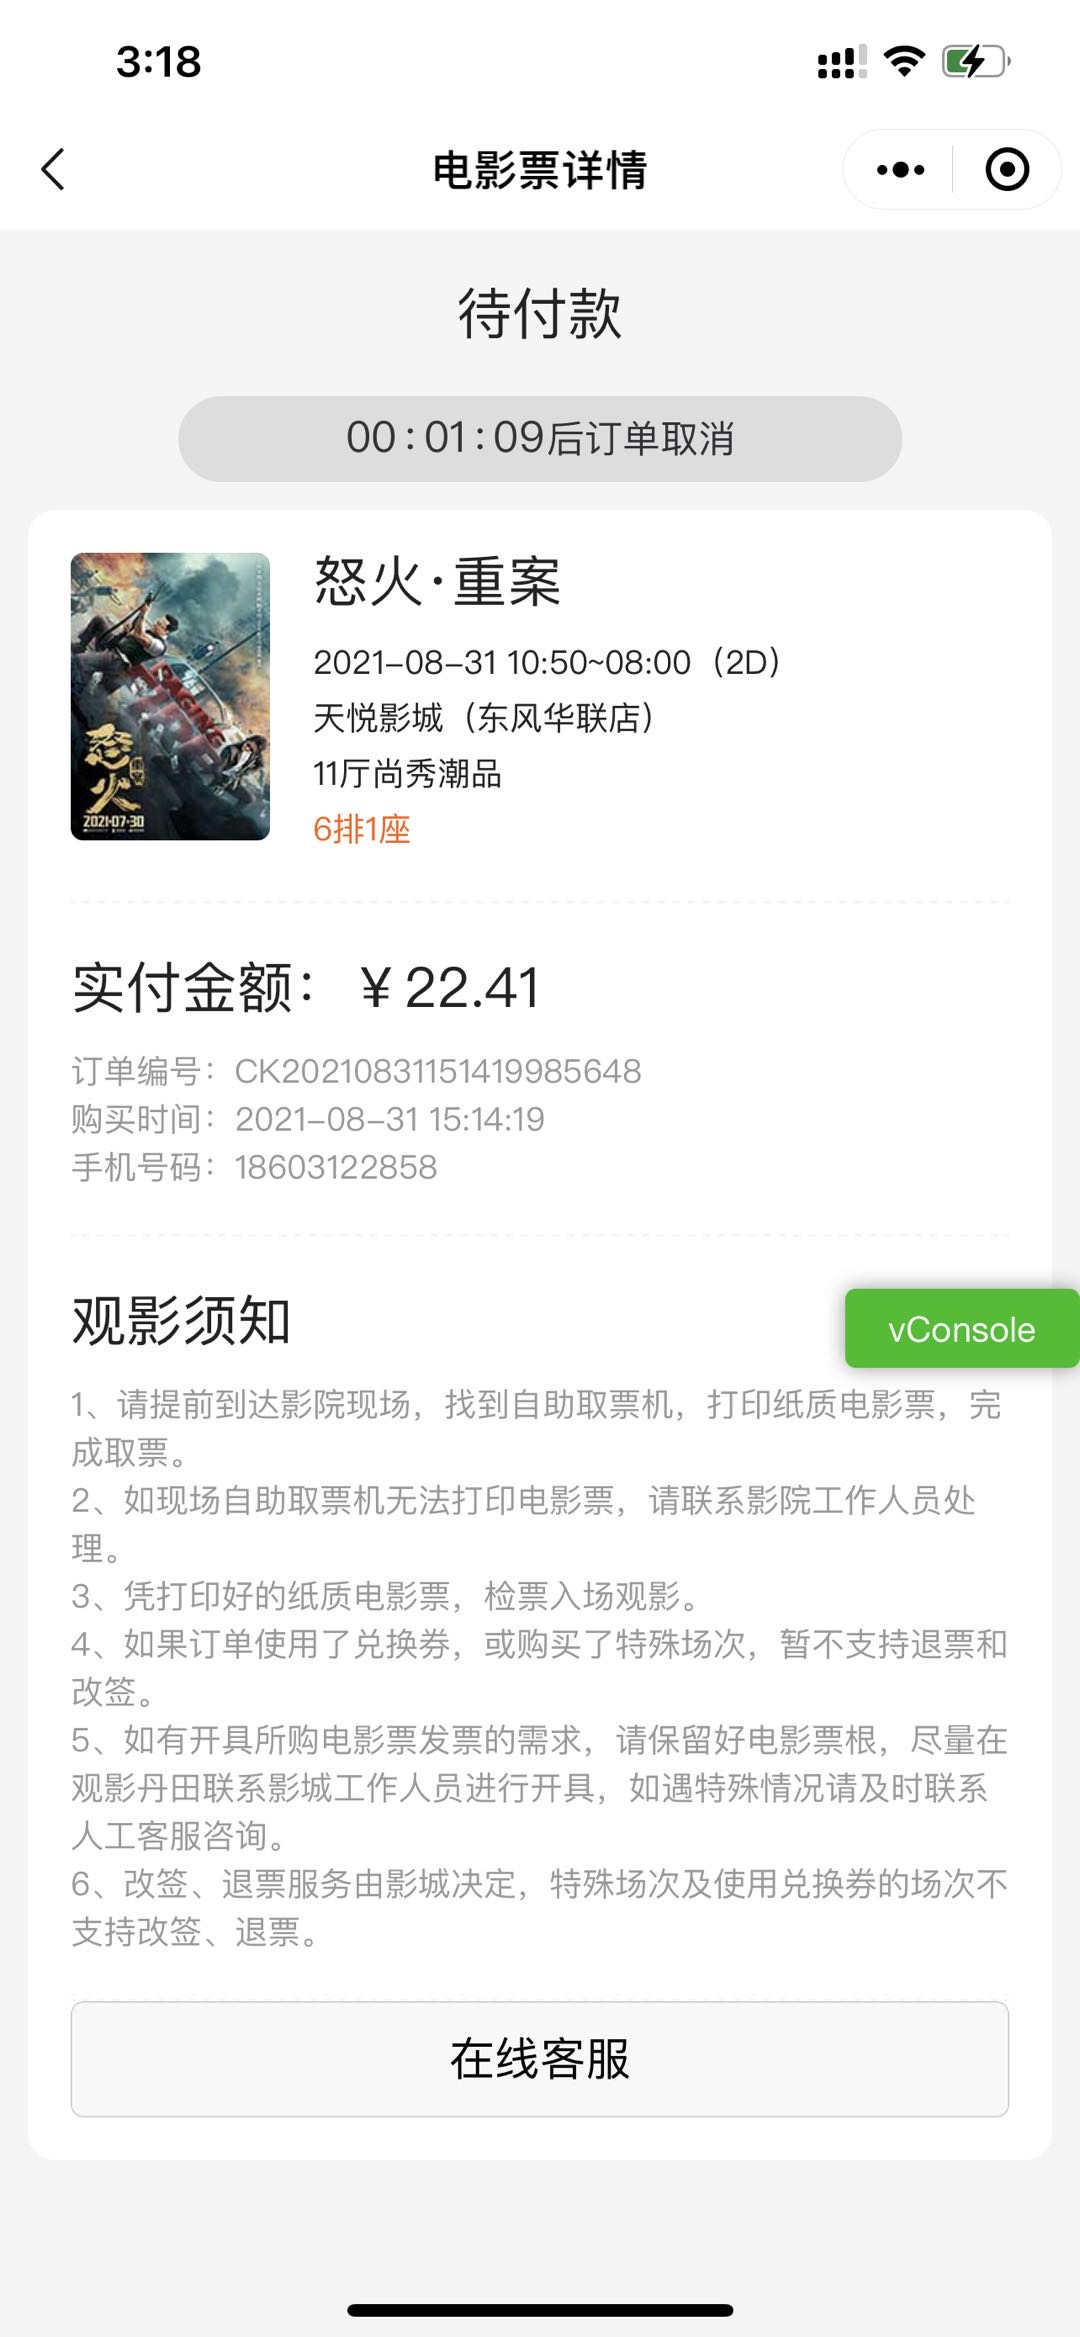 3:18
电影票详情
待付款
00:01:09后订单取消
怒火·重案
2021-08-31 10:50~08:00（2D）
天悦影城（东风华联店）
11厅尚秀潮品
6排1座
怒火
重案
2021·07·30
实付金额： ￥22.41
订单编号：CK20210831151419985648
购买时间：2021-08-31 15:14:19
手机号码：18603122858
观影须知
vConsole
1、请提前到达影院现场，找到自助取票机，打印纸质电影票，完
成取票。
2、如现场自助取票机无法打印电影票，请联系影院工作人员处
理。
3、凭打印好的纸质电影票，检票入场观影。
4、如果订单使用了兑换券，或购买了特殊场次，暂不支持退票和
改签。
5、如有开具所购电影票发票的需求，请保留好电影票根，尽量在
观影丹田联系影城工作人员进行开具，如遇特殊情况请及时联系
人工客服咨询。
6、改签、退票服务由影城决定，特殊场次及使用兑换券的场次不
支持改签、退票。
在线客服